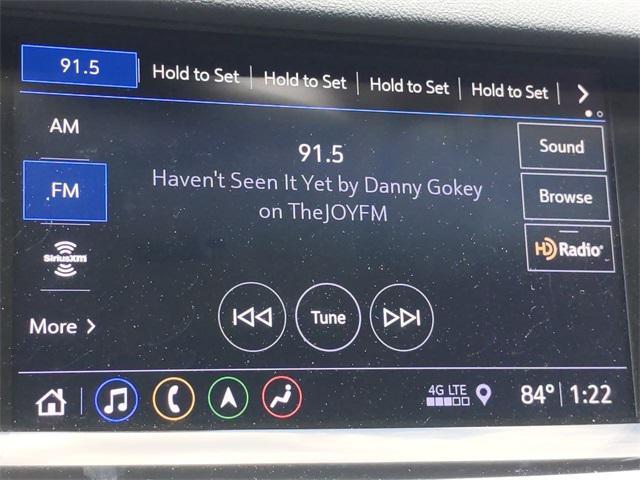 91.5 Hold to Set Hold to Set Hold to Set Hold to Set
AM
91.5
Sound
FM
Haven't Seen It Yet by Danny Gokey
on TheJOYFM
Browse
SiriusXM
HD Radio®
More
Tune
4G LTE
84° 1:22